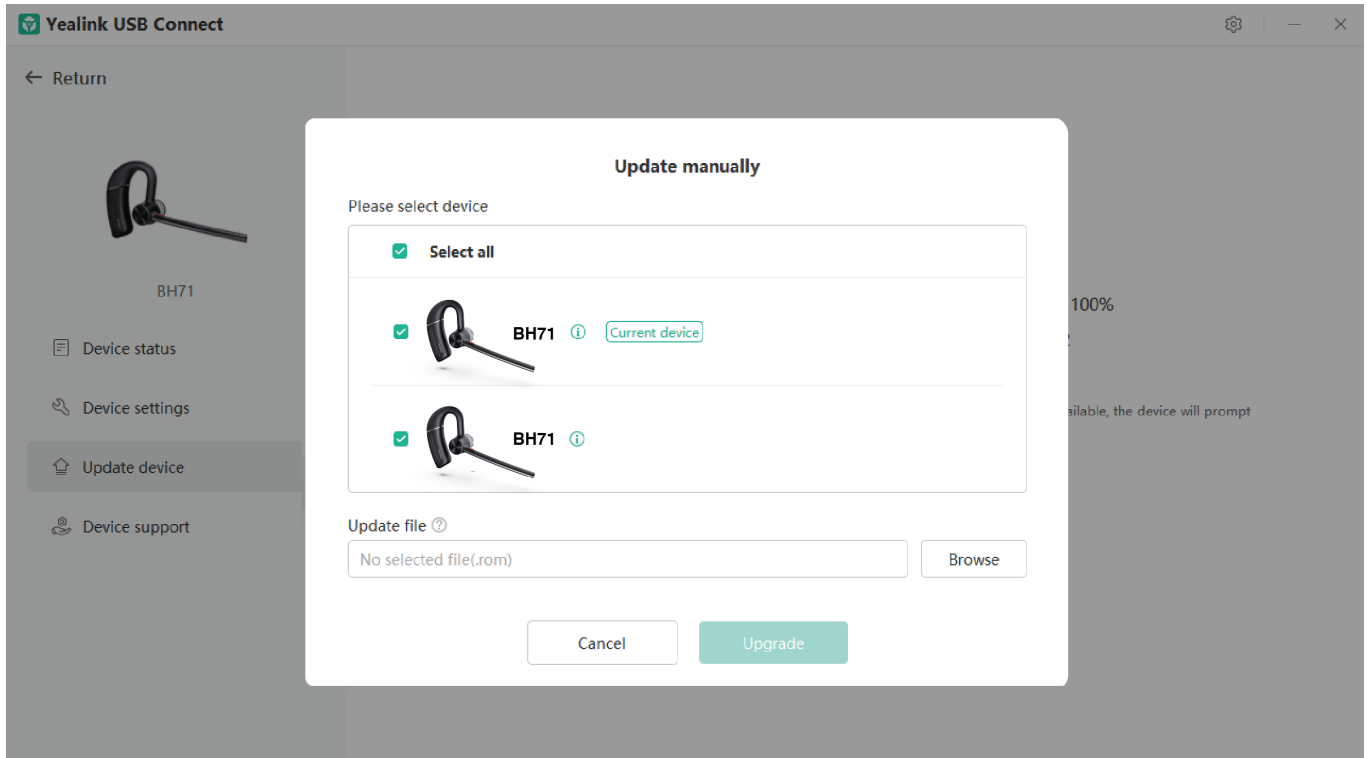 Yealink USB Connect
Return
BH71
Device status
Device settings
Update device
Device support
Update manually
Please select device
Select all
BH71 Current device
BH71
Update file
No selected file(.rom) Browse
Cancel Upgrade
100%
the device will prompt